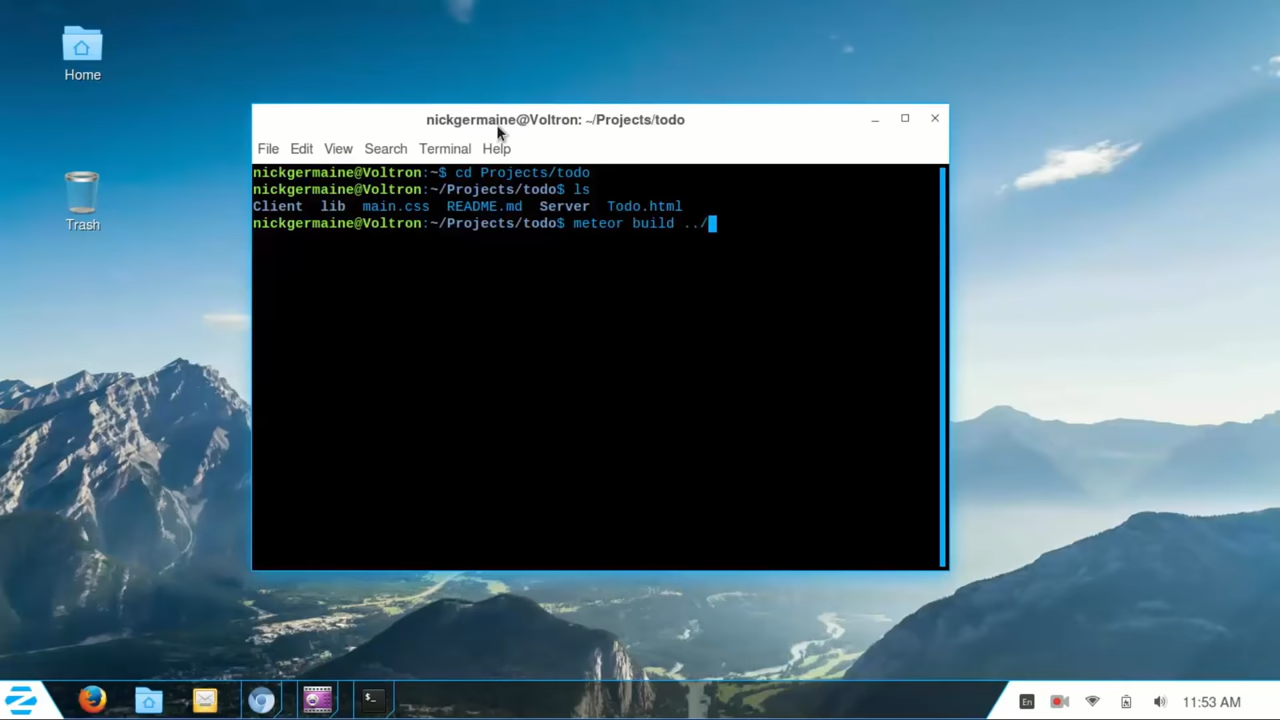 Home
Trash
nickgermaine@Voltron: ~/Projects/todo
File Edit View Search Terminal Help
nickgermaine@Voltron:~$ cd Projects/todo
nickgermaine@Voltron:~/Projects/todo$ ls
Client lib main.css README.md Server Todo.html
nickgermaine@Voltron:~/Projects/todo$ meteor build ../
$_
En 11:53 AM